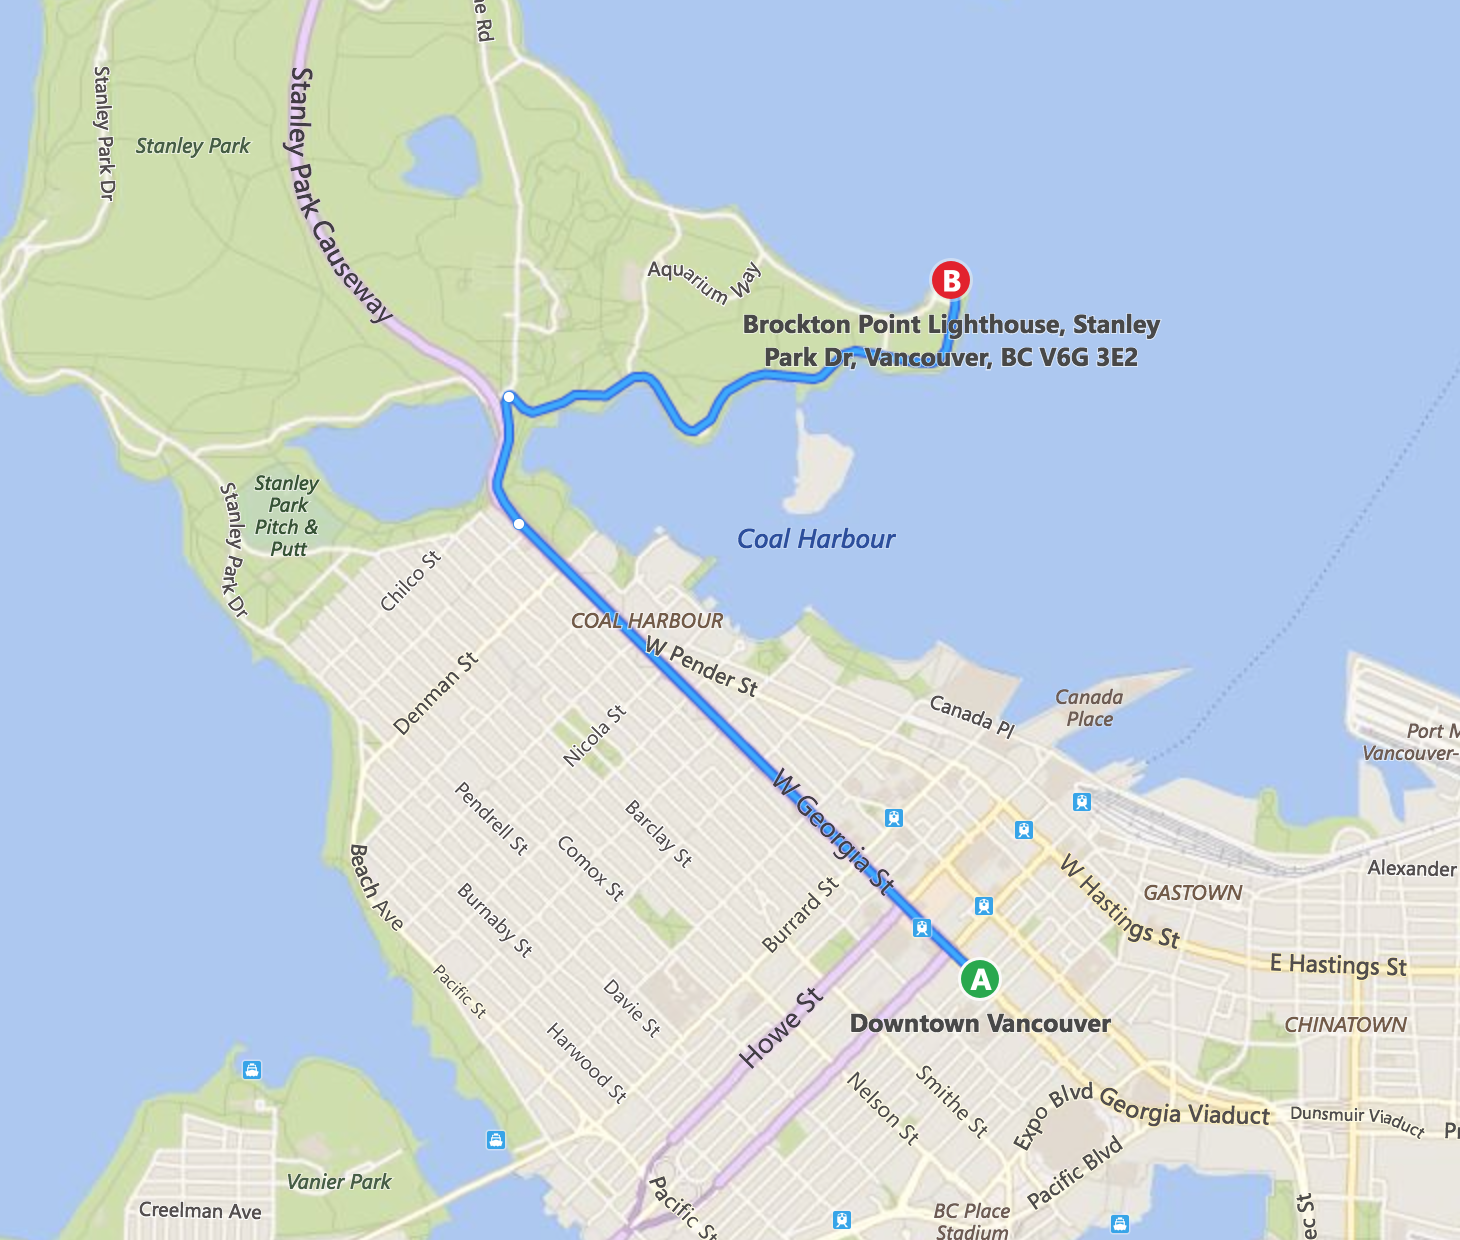 Stanley Park Dr
Stanley Park
Stanley Park Causeway
Rd
Aquarium Way
B
Brockton Point Lighthouse, Stanley
Park Dr, Vancouver, BC V6G 3E2
Stanley
Park
Pitch &
Putt
Stanley Park Dr
Chilco St
Coal Harbour
COAL HARBOUR
W Pender St
Denman St
Nicola St
Canada Pl
Canada
Place
Port M
Vancouver-
W Georgia St
Pendrell St
Barclay St
Comox St
Beach Ave
Burnaby St
Burrard St
W Hastings St
GASTOWN
Alexander
E Hastings St
A
Downtown Vancouver
Pacific St
Davie St
Howe St
CHINATOWN
Harwood St
Nelson St
Smithe St
Expo Blvd
Georgia Viaduct
Dunsmuir Viaduct
Pacific Blvd
Vanier Park
Creelman Ave
Pacific St
BC Place
Stadium